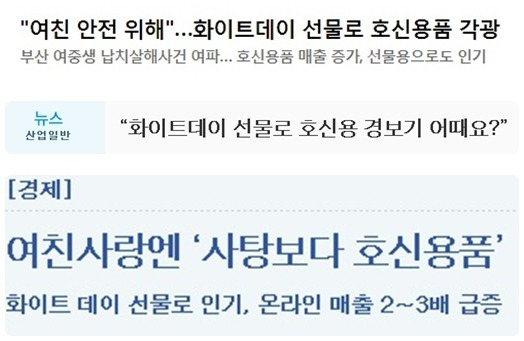 "여친 안전 위해"...화이트데이 선물로 호신용품 각광
부산 여중생 납치살해사건 여파... 호신용품 매출 증가, 선물용으로도 인기
뉴스
산업일반
“화이트데이 선물로 호신용 경보기 어때요?”
[경제]
여친사랑엔 ‘사탕보다 호신용품’
화이트 데이 선물로 인기, 온라인 매출 2~3배 급증